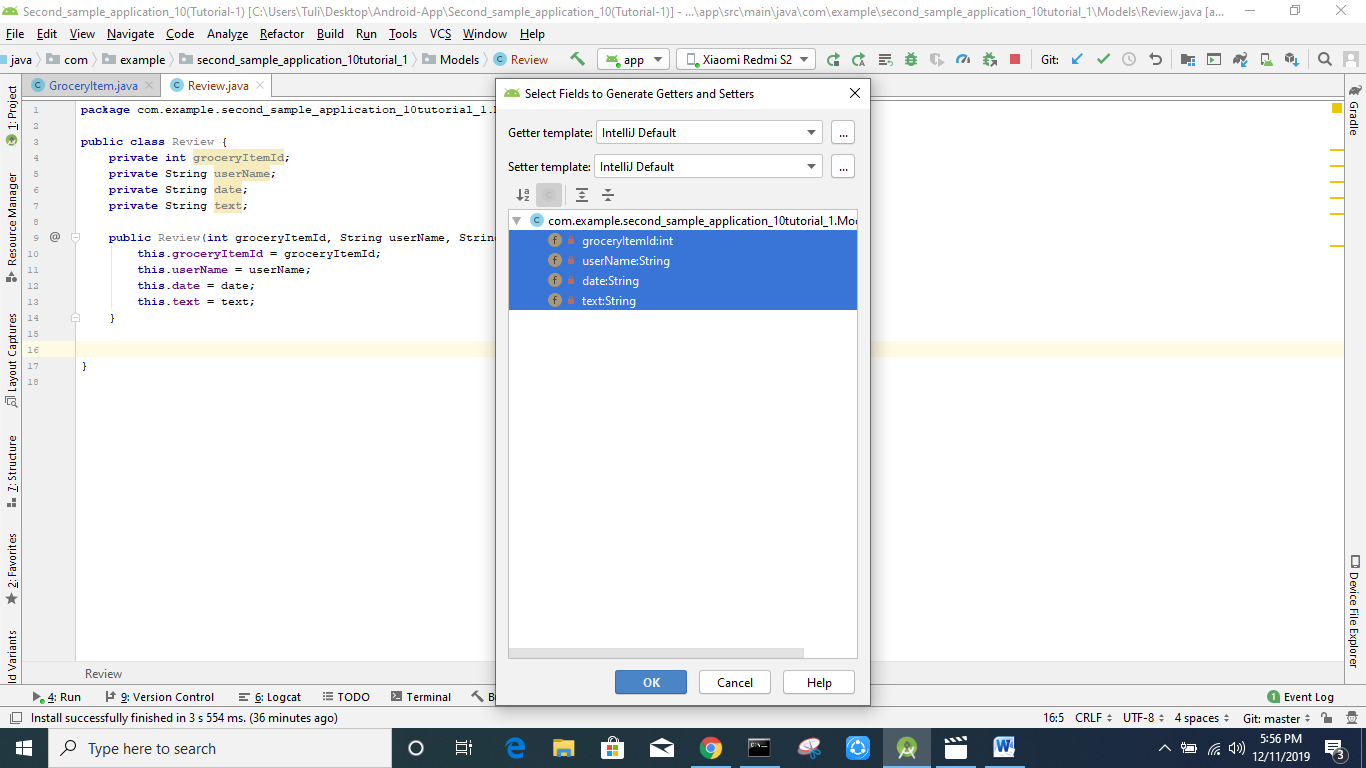 Second_sample_application_10(Tutorial-1) [C:\Users\Tuli\Desktop\Android-App\Second_sample_application_10(Tutorial-1)] - ...\app\src\main\java\com\example\second_sample_application_10tutorial_1\Models\Review.java [a...
File Edit View Navigate Code Analyze Refactor Build Run Tools VCS Window Help
java com example second_sample_application_10tutorial_1 Models Review app Xiaomi Redmi S2 Git:
GroceryItem.java Review.java
1: Project
Resource Manager
Layout Captures
7: Structure
2: Favorites
ld Variants
1 package com.example.second_sample_application_10tutorial_1.
2
3 public class Review {
4 private int groceryItemId;
5 private String userName;
6 private String date;
7 private String text;
8
9 @ public Review(int groceryItemId, String userName, String
10 this.groceryItemId = groceryItemId;
11 this.userName = userName;
12 this.date = date;
13 this.text = text;
14 }
15
16
17 }
18
Review
Select Fields to Generate Getters and Setters
Getter template: IntelliJ Default ...
Setter template: IntelliJ Default ...
com.example.second_sample_application_10tutorial_1.Mo
f groceryItemId:int
f userName:String
f date:String
f text:String
OK Cancel Help
Gradle
Device File Explorer
4: Run 9: Version Control 6: Logcat TODO Terminal B 1 Event Log
Install successfully finished in 3 s 554 ms. (36 minutes ago) 16:5 CRLF UTF-8 4 spaces Git: master
Type here to search
5:56 PM
12/11/2019
3